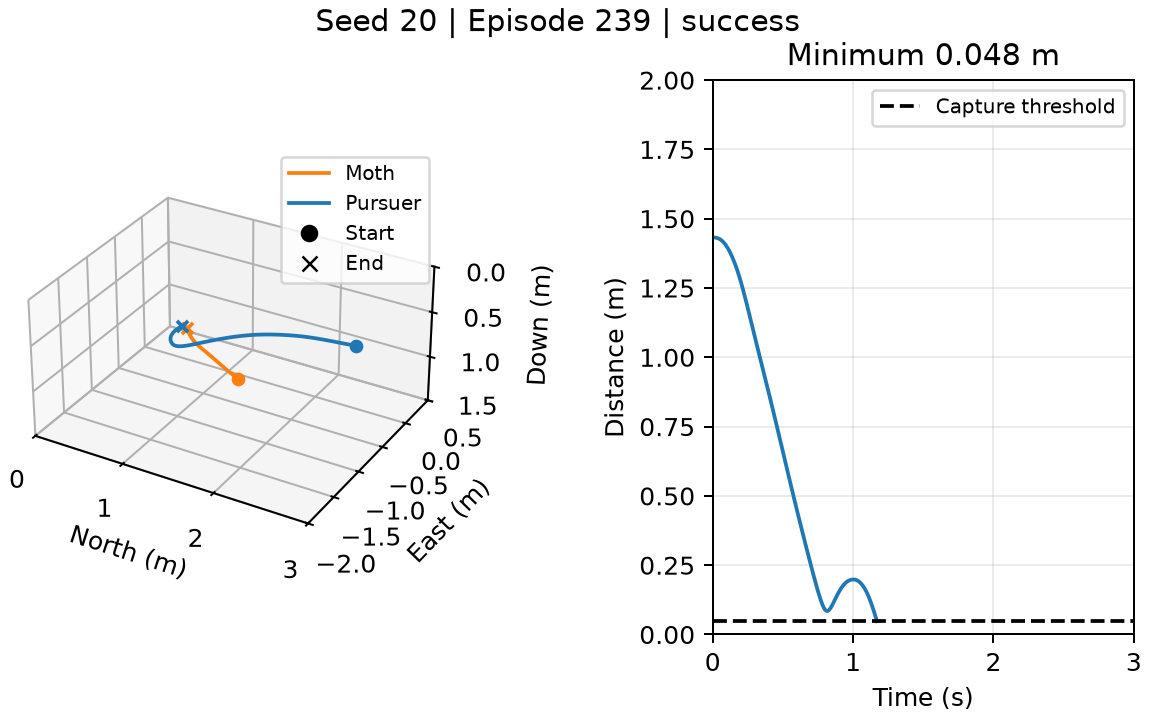 Seed 20 | Episode 239 | success
Moth
Pursuer
Start
End
0.0
0.5
1.0
1.5
Down (m)
0.5
0.0
−0.5
−1.0
−1.5
−2.0
East (m)
0
1
2
3
North (m)
Minimum 0.048 m
Capture threshold
2.00
1.75
1.50
1.25
1.00
0.75
0.50
0.25
0.00
Distance (m)
0
1
2
3
Time (s)